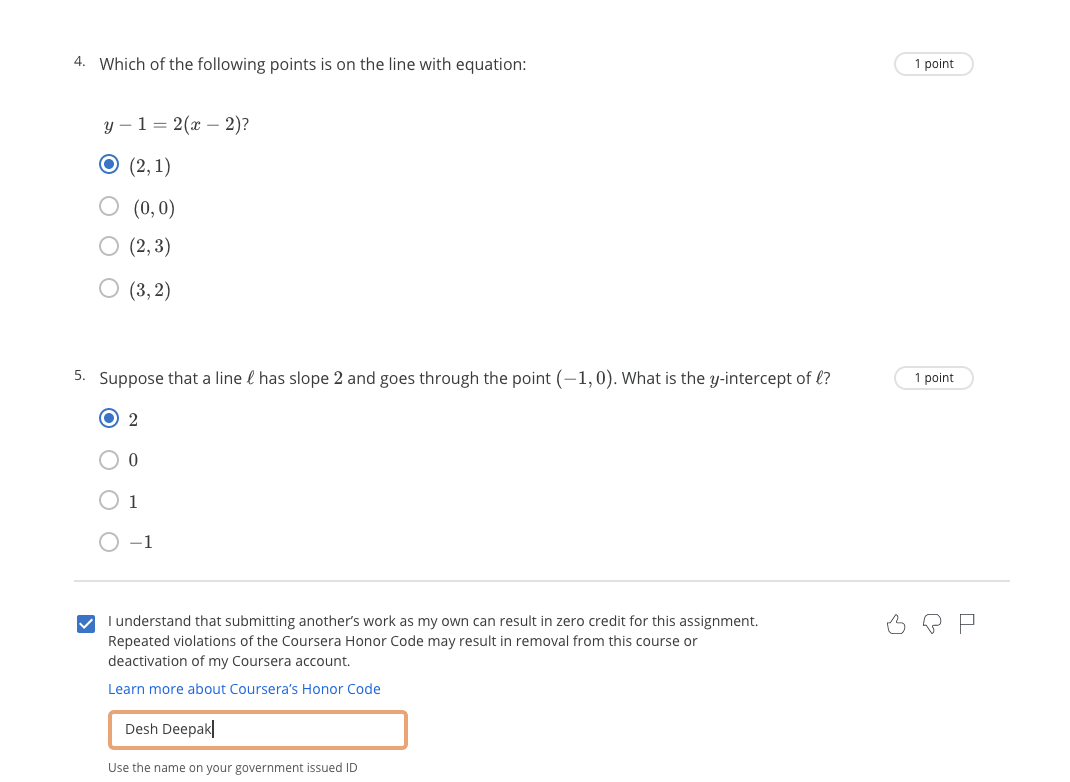 4. Which of the following points is on the line with equation: 1 point
y − 1 = 2(x − 2)?
(2, 1)
(0, 0)
(2, 3)
(3, 2)
5. Suppose that a line ℓ has slope 2 and goes through the point (−1, 0). What is the y-intercept of ℓ? 1 point
2
0
1
−1
I understand that submitting another’s work as my own can result in zero credit for this assignment.
Repeated violations of the Coursera Honor Code may result in removal from this course or
deactivation of my Coursera account.
Learn more about Coursera’s Honor Code
Desh Deepak
Use the name on your government issued ID